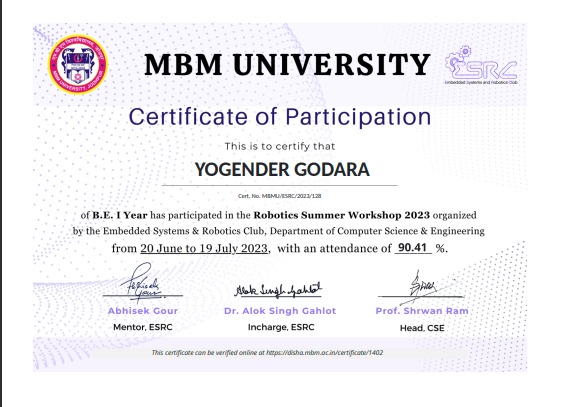 MBM UNIVERSITY
ESRC
Embedded Systems and Robotics Club
Certificate of Participation
This is to certify that
YOGENDER GODARA
Cert. No. MBMU/ESRC/2023/128
of B.E. I Year has participated in the Robotics Summer Workshop 2023 organized
by the Embedded Systems & Robotics Club, Department of Computer Science & Engineering
from 20 June to 19 July 2023, with an attendance of 90.41 %.
Abhisek Gour
Alok Singh Gahlot
Abhisek Gour Dr. Alok Singh Gahlot Prof. Shrwan Ram
Mentor, ESRC Incharge, ESRC Head, CSE
This certificate can be verified online at https://disha.mbm.ac.in/certificate/1402